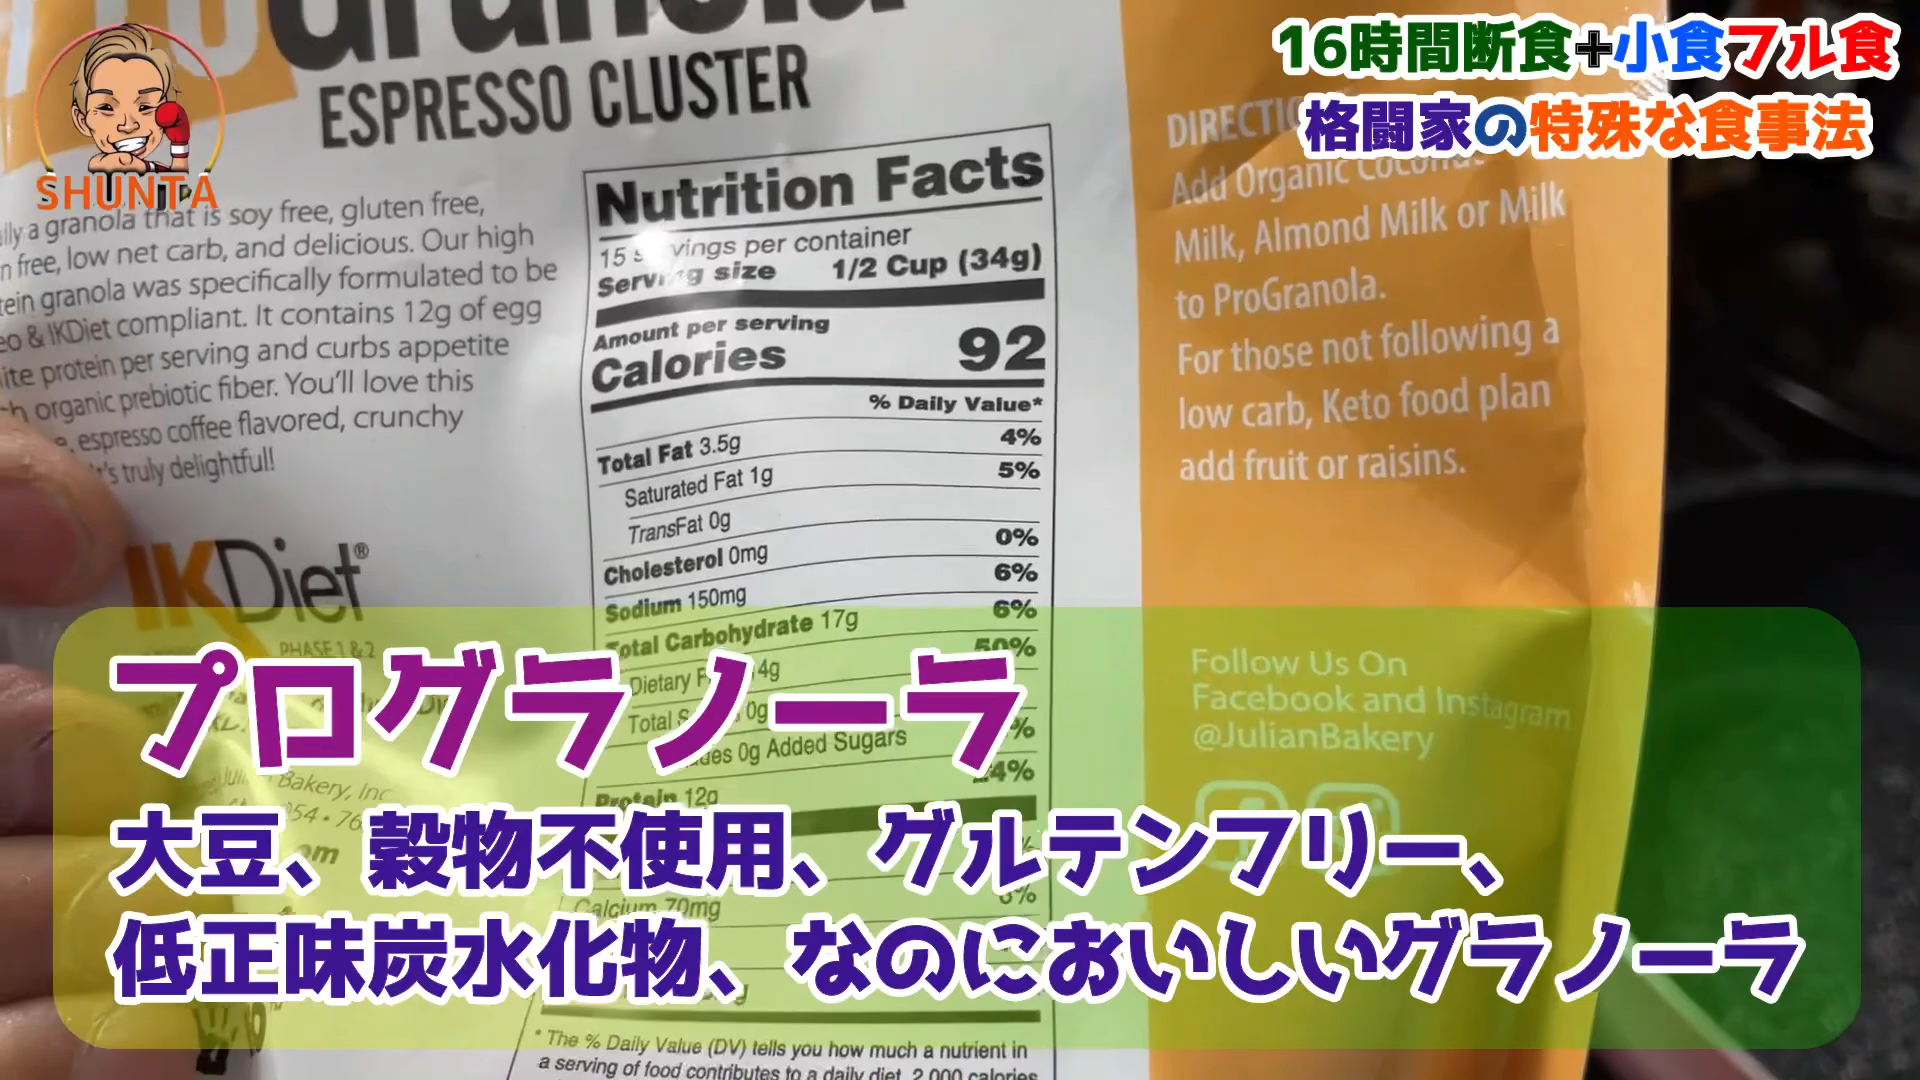 16時間断食+小食フル食
格闘家の特殊な食事法
SHUNTA
Granola
ESPRESSO CLUSTER
a granola that is soy free, gluten free,
free, low net carb, and delicious. Our high
granola was specifically formulated to be
& IKDiet compliant. It contains 12g of egg
protein per serving and curbs appetite
organic prebiotic fiber. You'll love this
espresso coffee flavored, crunchy
truly delightful!
IKDiet®
PHASE 1 & 2
Bakery, Inc
Nutrition Facts
15 servings per container
Serving size 1/2 Cup (34g)
Amount per serving
Calories 92
% Daily Value*
Total Fat 3.5g 4%
Saturated Fat 1g 5%
TransFat 0g
Cholesterol 0mg 0%
Sodium 150mg 6%
Total Carbohydrate 17g 6%
Dietary 50%
Total 0g
0g Added Sugars
Protein 12g
Calcium 70mg
* The % Daily Value (DV) tells you how much a nutrient in
a serving of food contributes to a daily diet. 2,000 calories
Add Organic Coconut
Milk, Almond Milk or Milk
to ProGranola.
For those not following a
low carb, Keto food plan
add fruit or raisins.
Follow Us On
Facebook and Instagram
@JulianBakery
プログラノーラ
大豆、穀物不使用、グルテンフリー、
低正味炭水化物、なのにおいしいグラノーラ